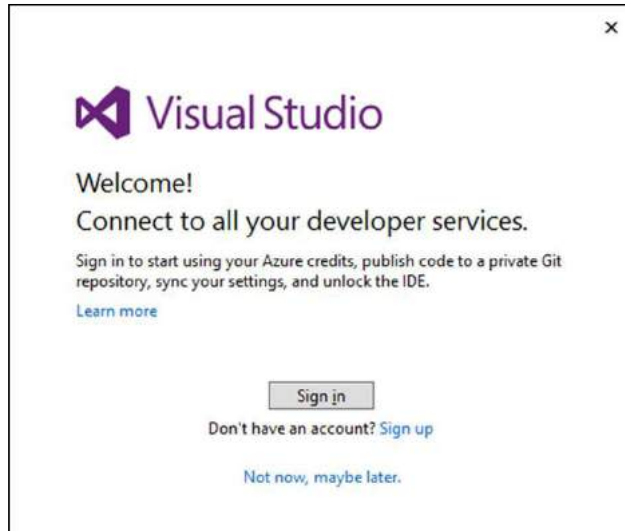 Visual Studio
Welcome!
Connect to all your developer services.
Sign in to start using your Azure credits, publish code to a private Git
repository, sync your settings, and unlock the IDE.
Learn more
Sign in
Don't have an account? Sign up
Not now, maybe later.